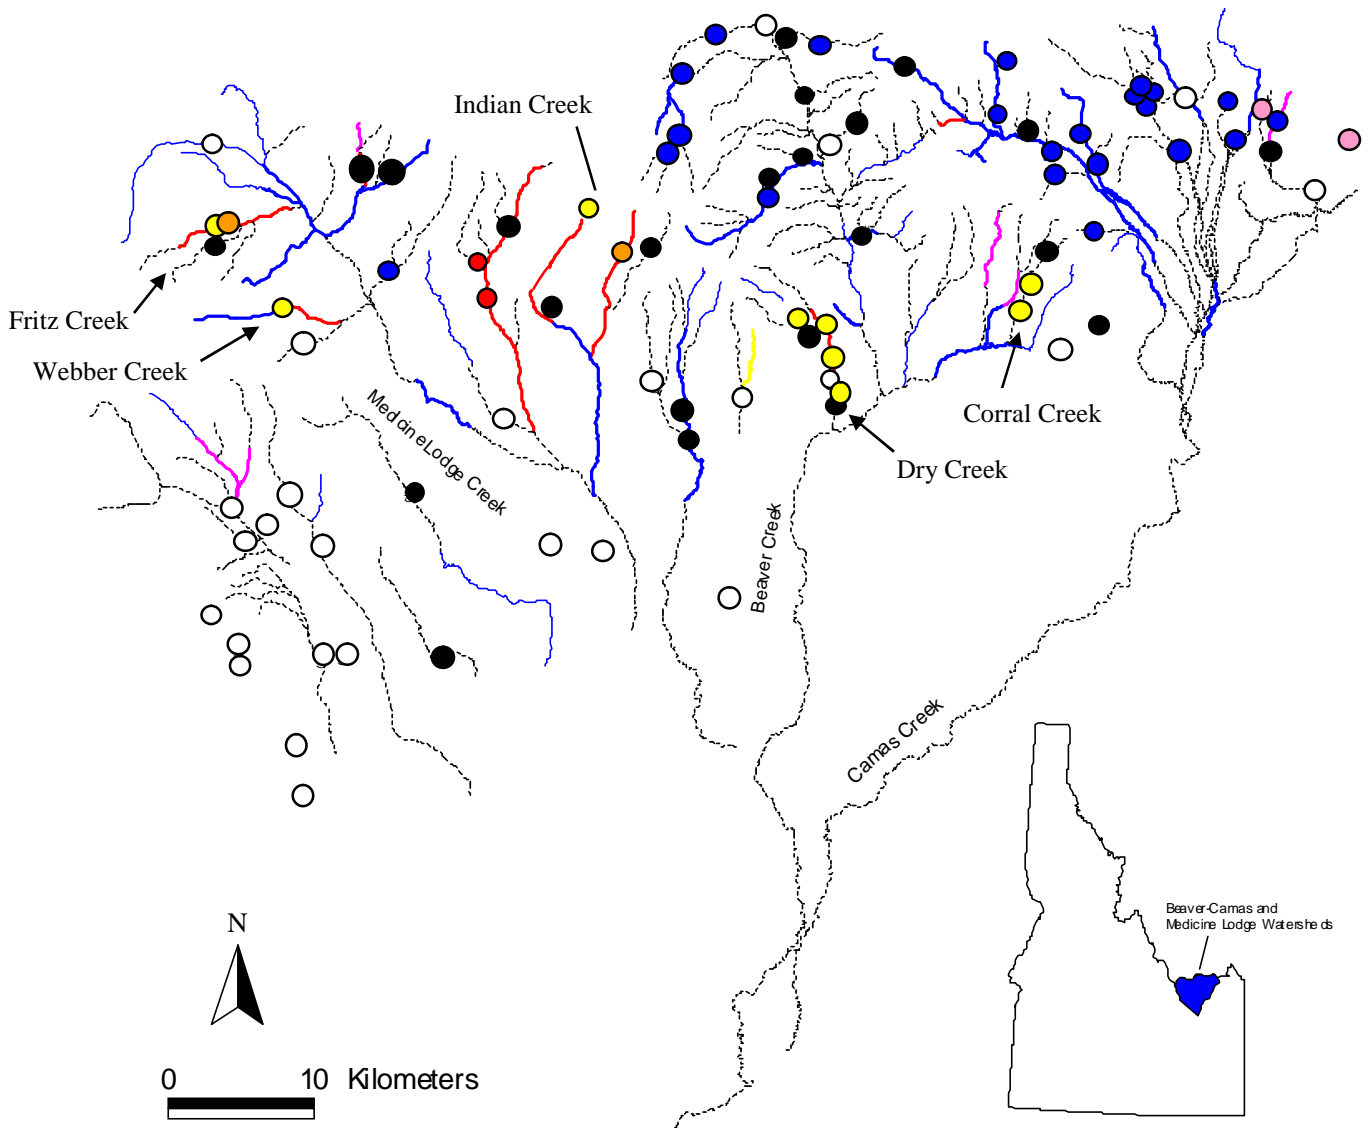 Indian Creek
Fritz Creek
Webber Creek
Medicine Lodge Creek
Corral Creek
Dry Creek
Beaver Creek
Camas Creek
Beaver-Camas and
Medicine Lodge Watersheds
N
0 10 Kilometers